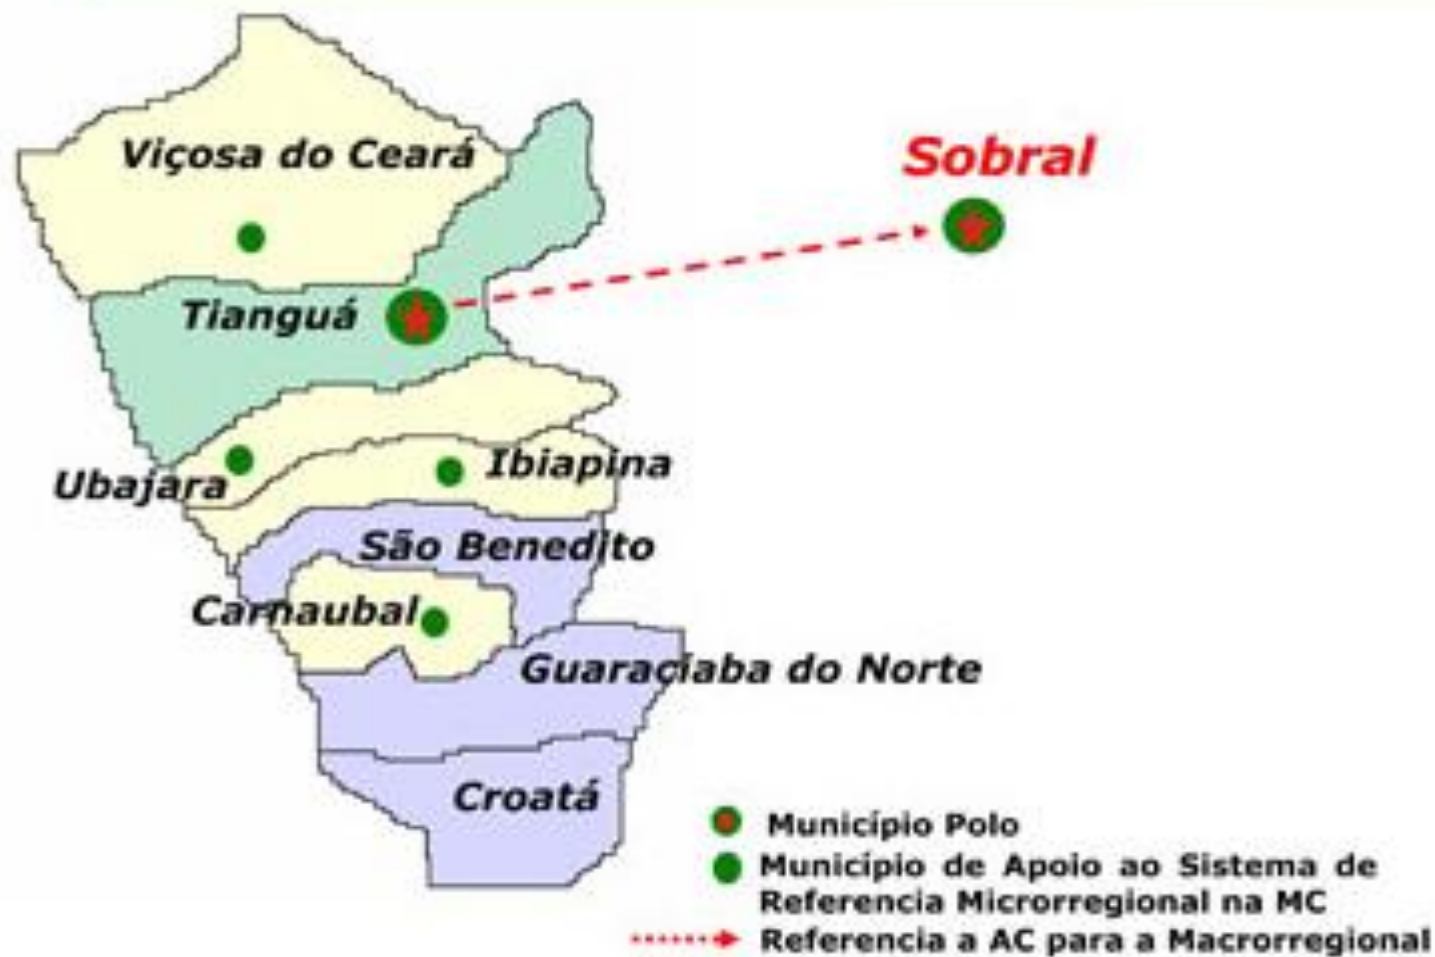 Viçosa do Ceará
Sobral
Tianguá
Ibiapina
Ubajara
São Benedito
Carnaubal
Guaraciaba do Norte
Croatá
Município Polo
Município de Apoio ao Sistema de
Referencia Microrregional na MC
Referencia a AC para a Macrorregional